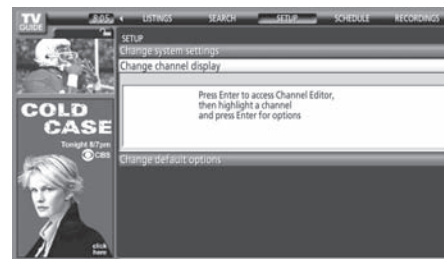 TV
GUIDE
8:05
LISTINGS
SEARCH
SETUP
SCHEDULE
RECORDINGS
SETUP
Change system settings
Change channel display
Press Enter to access Channel Editor,
then highlight a channel
and press Enter for options
Change default options
COLD
CASE
Tonight 8/7pm
CBS
click
here